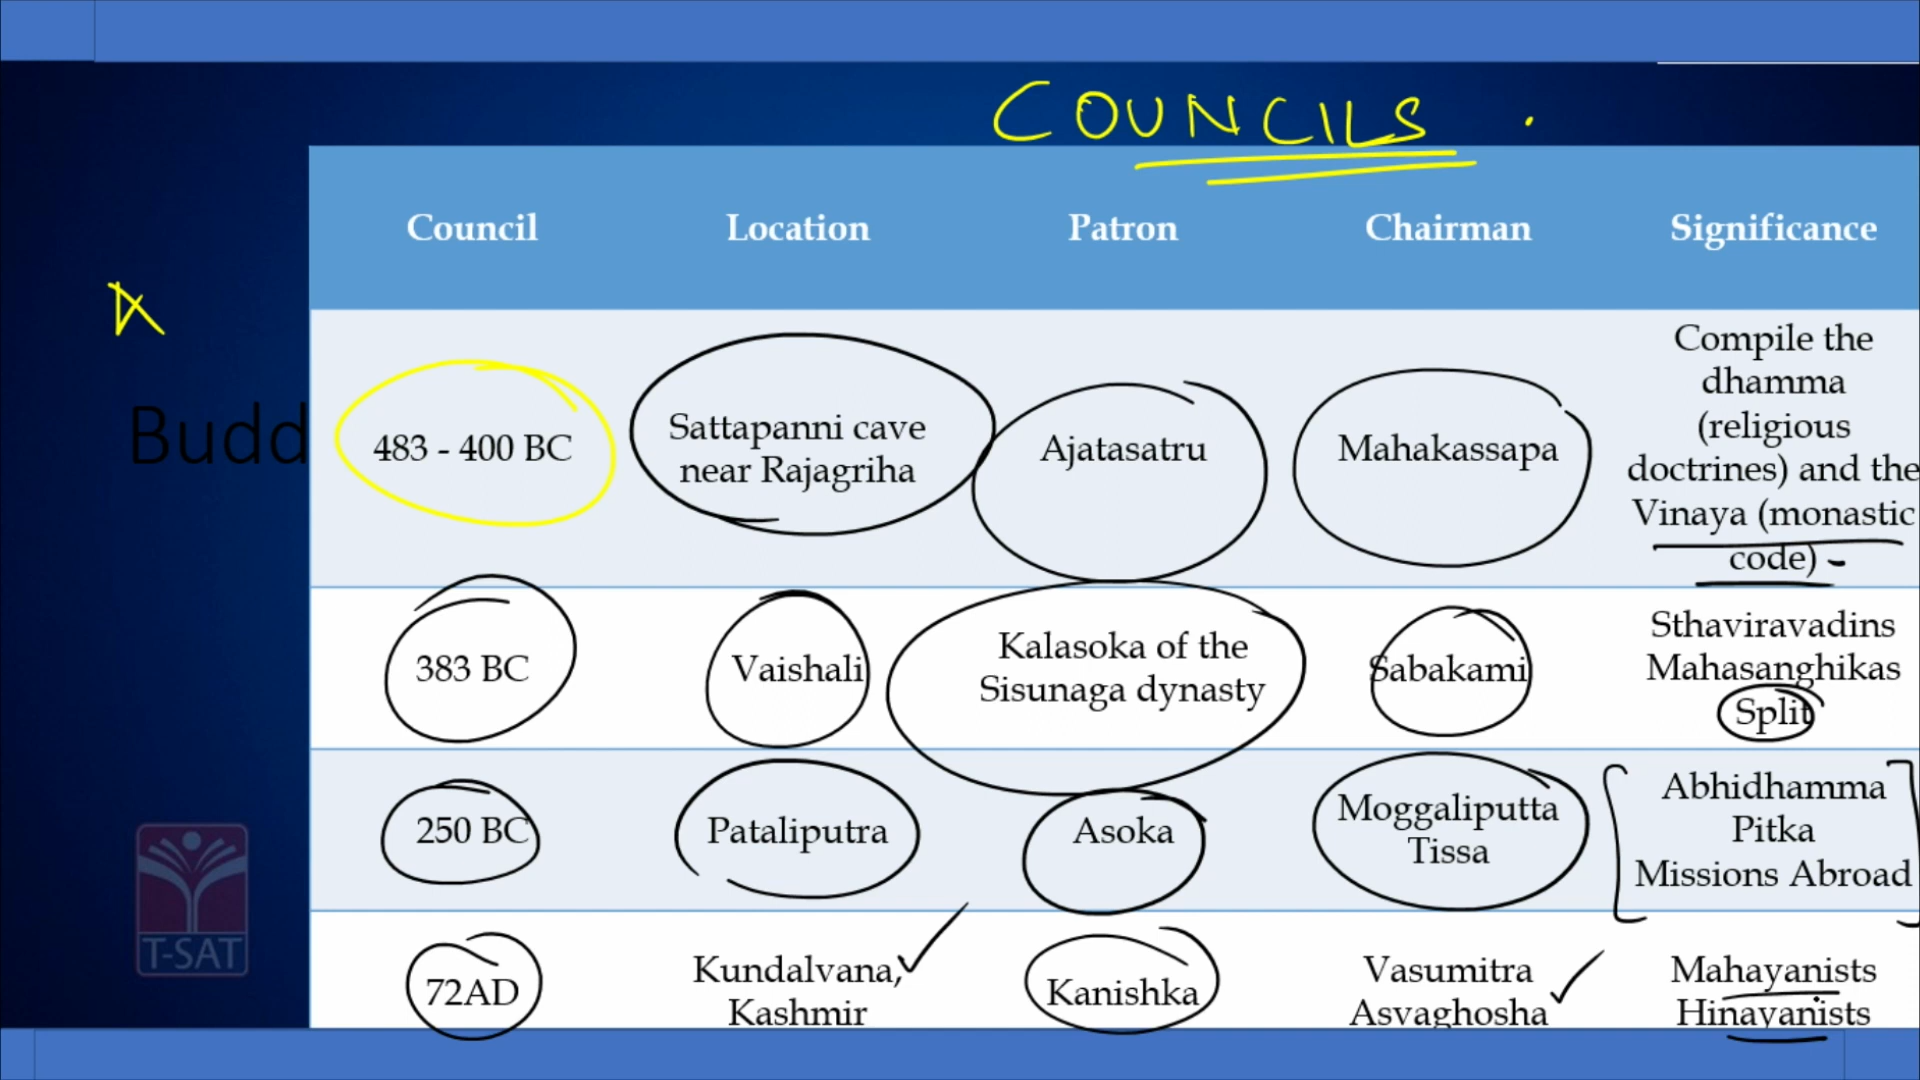 COUNCILS .
Council Location Patron Chairman Significance
Budd
483 - 400 BC
Sattapanni cave
near Rajagriha
Ajatasatru
Mahakassapa
Compile the
dhamma
(religious
doctrines) and the
Vinaya (monastic
code)
383 BC
Vaishali
Kalasoka of the
Sisunaga dynasty
Sabakami
Sthaviravadins
Mahasanghikas
Split
250 BC
Pataliputra
Asoka
Moggaliputta
Tissa
Abhidhamma
Pitka
Missions Abroad
72AD
Kundalvana,
Kashmir
Kanishka
Vasumitra
Asvaghosha
Mahayanists
Hinayanists
T-SAT